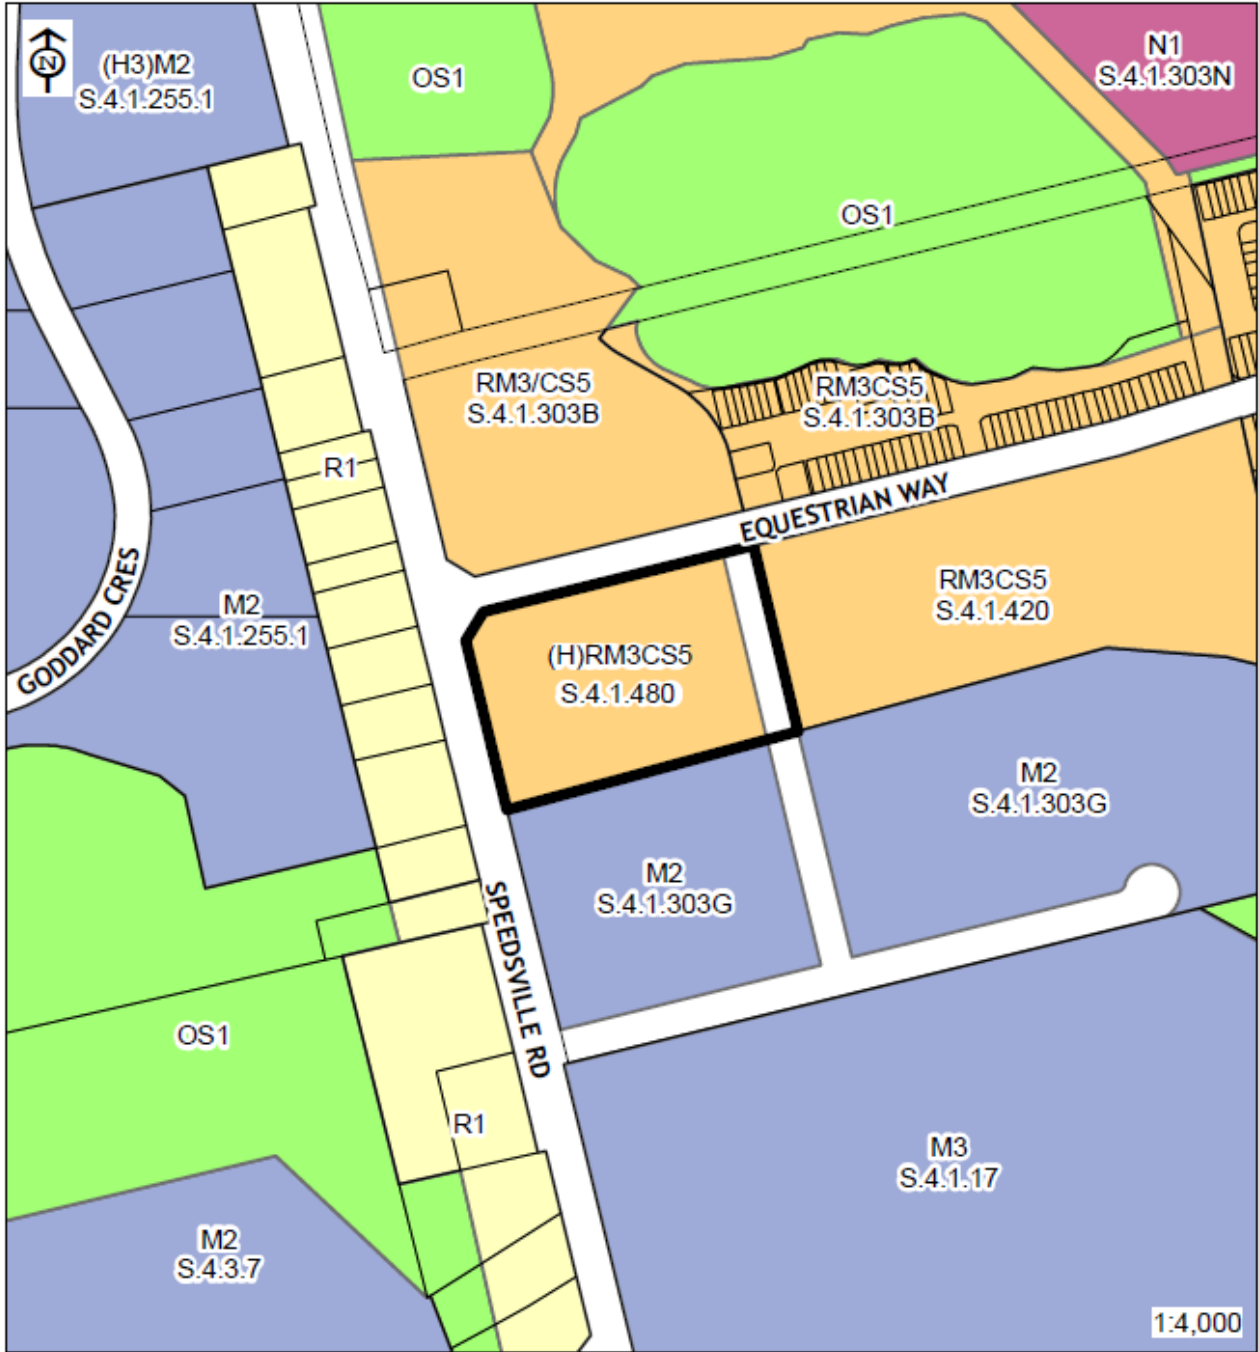 N
(H3)M2
S.4.1.255.1
OS1
N1
S.4.1.303N
OS1
RM3/CS5
S.4.1.303B
RM3CS5
S.4.1.303B
R1
EQUESTRIAN WAY
GODDARD CRES
M2
S.4.1.255.1
(H)RM3CS5
S.4.1.480
RM3CS5
S.4.1.420
M2
S.4.1.303G
M2
S.4.1.303G
SPEEDSVILLE RD
OS1
R1
M3
S.4.1.17
M2
S.4.3.7
1:4,000